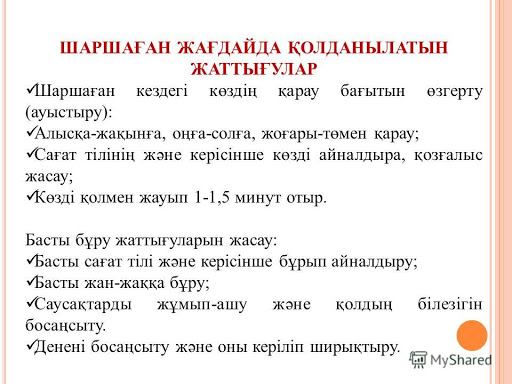 ШАРШАҒАН ЖАҒДАЙДА ҚОЛДАНЫЛАТЫН
ЖАТТЫҒУЛАР
✓Шаршаған кездегі көздің қарау бағытын өзгерту
(ауыстыру):
✓Алысқа-жақынға, оңға-солға, жоғары-төмен қарау;
✓Сағат тілінің және керісінше көзді айналдыра, қозғалыс
жасау;
✓Көзді қолмен жауып 1-1,5 минут отыр.
Басты бұру жаттығуларын жасау:
✓Басты сағат тілі және керісінше бұрып айналдыру;
✓Басты жан-жаққа бұру;
✓Саусақтарды жұмып-ашу және қолдың білезігін
босаңсыту.
✓Денені босаңсыту және оны керіліп ширықтыру.
MyShared